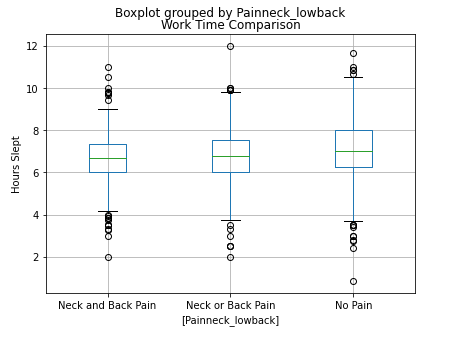 Boxplot grouped by Painneck_lowback
Work Time Comparison
12
10
8
6
4
2
Hours Slept
Neck and Back Pain
Neck or Back Pain
No Pain
[Painneck_lowback]